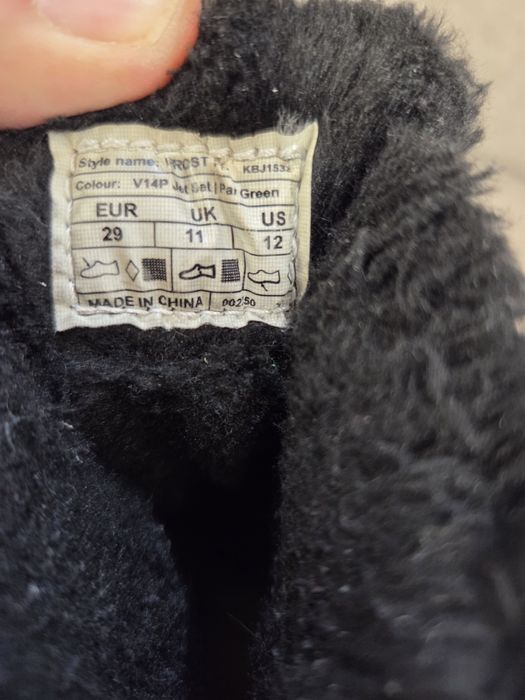 Style name: FROST KBJ153
Colour: V14P Jet Set | Par Green
EUR UK US
29 11 12
MADE IN CHINA 00250